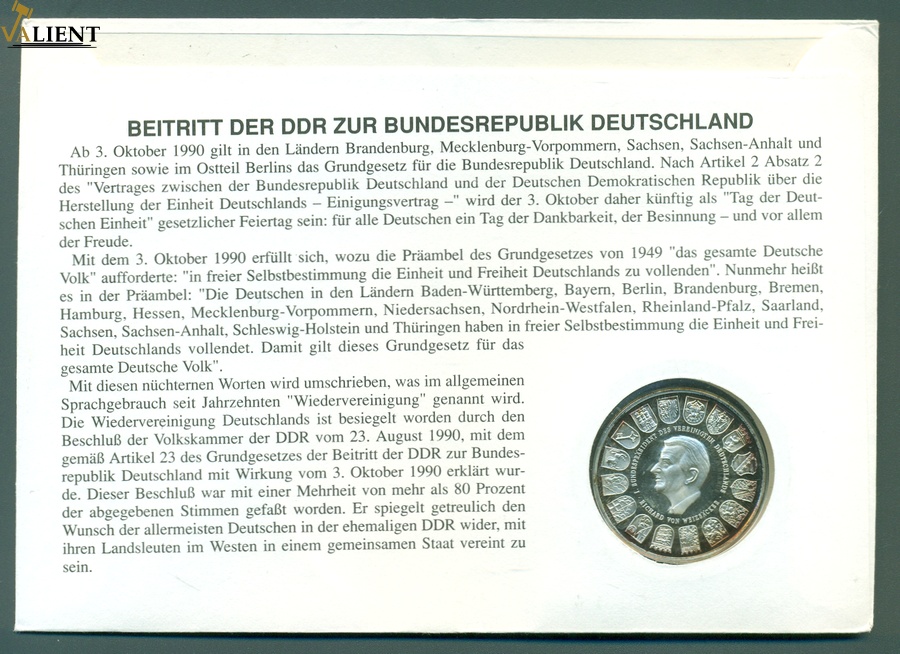 VALIENT
BEITRITT DER DDR ZUR BUNDESREPUBLIK DEUTSCHLAND
Ab 3. Oktober 1990 gilt in den Ländern Brandenburg, Mecklenburg-Vorpommern, Sachsen, Sachsen-Anhalt und
Thüringen sowie im Ostteil Berlins das Grundgesetz für die Bundesrepublik Deutschland. Nach Artikel 2 Absatz 2
des "Vertrages zwischen der Bundesrepublik Deutschland und der Deutschen Demokratischen Republik über die
Herstellung der Einheit Deutschlands – Einigungsvertrag –" wird der 3. Oktober daher künftig als "Tag der Deut-
schen Einheit" gesetzlicher Feiertag sein: für alle Deutschen ein Tag der Dankbarkeit, der Besinnung – und vor allem
der Freude.
Mit dem 3. Oktober 1990 erfüllt sich, wozu die Präambel des Grundgesetzes von 1949 "das gesamte Deutsche
Volk" aufforderte: "in freier Selbstbestimmung die Einheit und Freiheit Deutschlands zu vollenden". Nunmehr heißt
es in der Präambel: "Die Deutschen in den Ländern Baden-Württemberg, Bayern, Berlin, Brandenburg, Bremen,
Hamburg, Hessen, Mecklenburg-Vorpommern, Niedersachsen, Nordrhein-Westfalen, Rheinland-Pfalz, Saarland,
Sachsen, Sachsen-Anhalt, Schleswig-Holstein und Thüringen haben in freier Selbstbestimmung die Einheit und Frei-
heit Deutschlands vollendet. Damit gilt dieses Grundgesetz für das
gesamte Deutsche Volk".
Mit diesen nüchternen Worten wird umschrieben, was im allgemeinen
Sprachgebrauch seit Jahrzehnten "Wiedervereinigung" genannt wird.
Die Wiedervereinigung Deutschlands ist besiegelt worden durch den
Beschluß der Volkskammer der DDR vom 23. August 1990, mit dem
gemäß Artikel 23 des Grundgesetzes der Beitritt der DDR zur Bundes-
republik Deutschland mit Wirkung vom 3. Oktober 1990 erklärt wur-
de. Dieser Beschluß war mit einer Mehrheit von mehr als 80 Prozent
der abgegebenen Stimmen gefaßt worden. Er spiegelt getreulich den
Wunsch der allermeisten Deutschen in der ehemaligen DDR wider, mit
ihren Landsleuten im Westen in einem gemeinsamen Staat vereint zu
sein.
1. BUNDESPRÄSIDENT DES VEREINIGTEN DEUTSCHLANDS
RICHARD VON WEIZSÄCKER